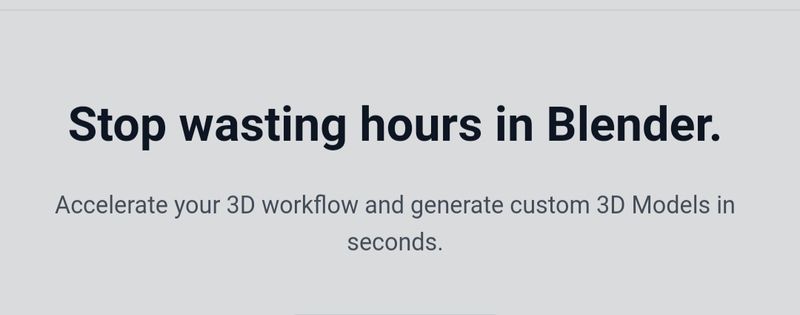 Stop wasting hours in Blender.
Accelerate your 3D workflow and generate custom 3D Models in
seconds.